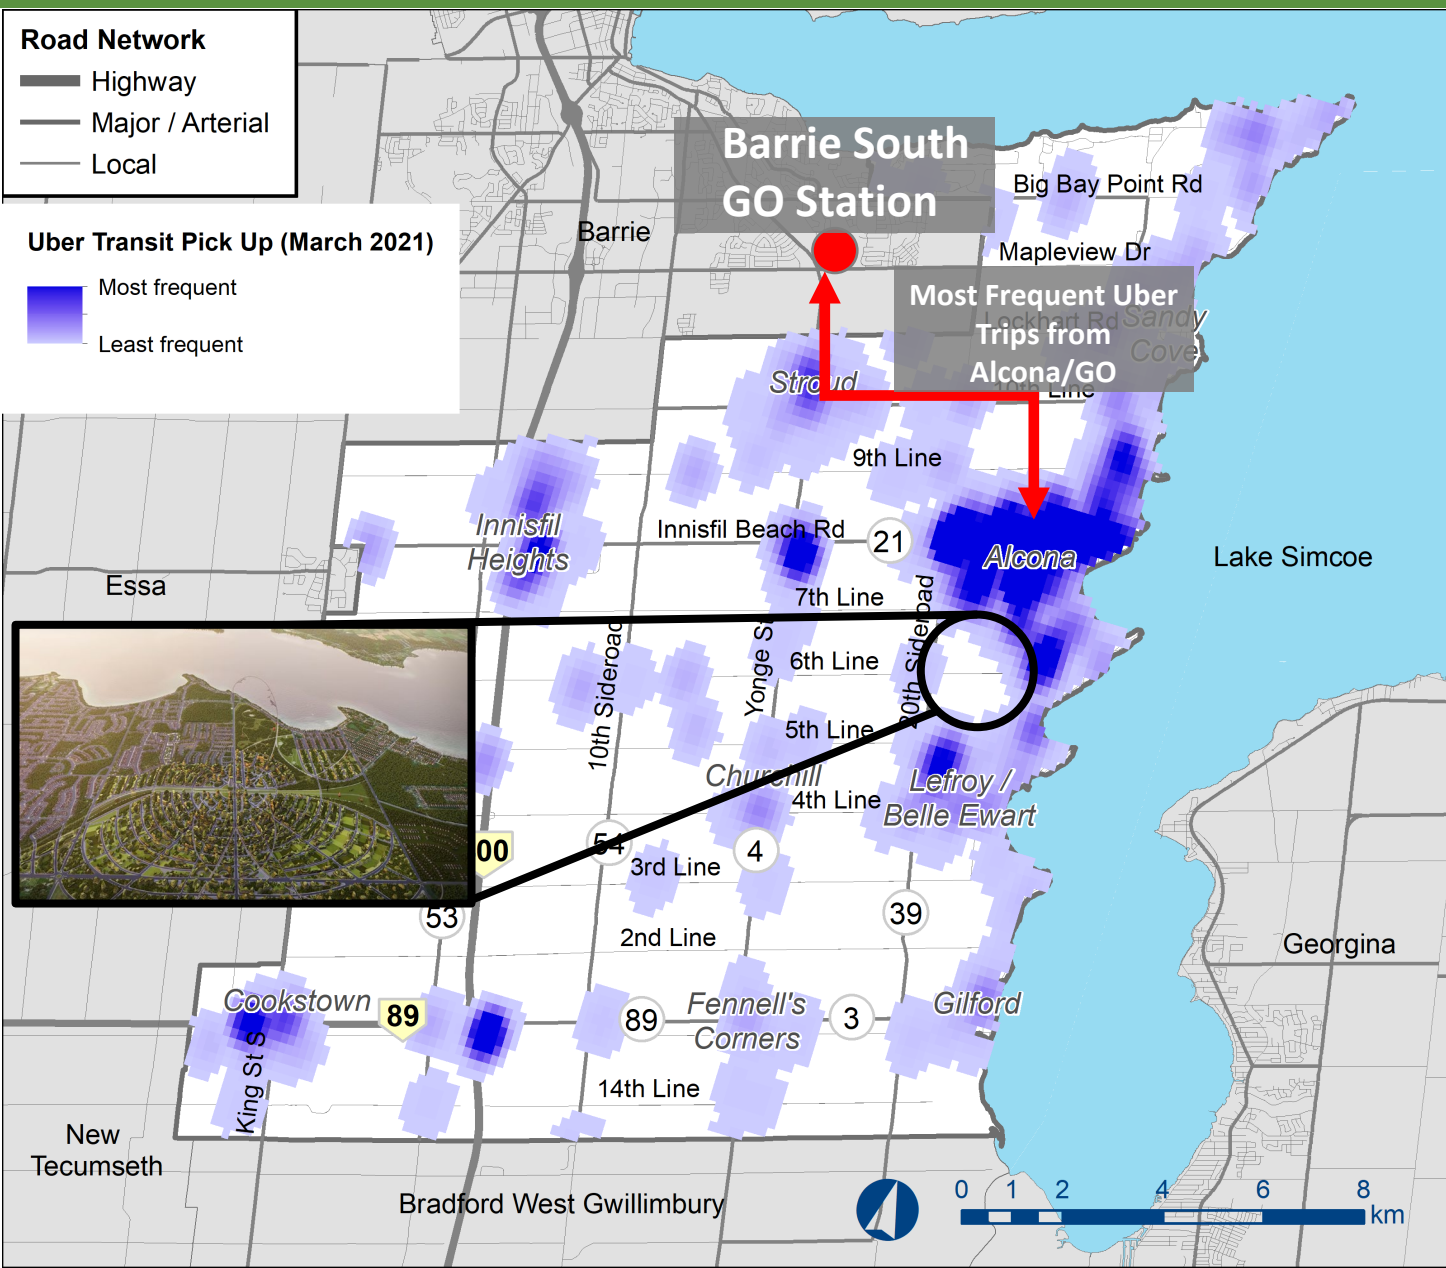 Road Network
Highway
Major / Arterial
Local
Uber Transit Pick Up (March 2021)
Most frequent
Least frequent
Barrie South
GO Station
Barrie
Big Bay Point Rd
Mapleview Dr
Most Frequent Uber
Trips from
Alcona/GO
Lockhart Rd
Sandy
Cove
10th Line
Stroud
9th Line
Innisfil Beach Rd
21
Innisfil
Heights
Alcona
Lake Simcoe
Essa
7th Line
6th Line
5th Line
4th Line
10th Sideroad
Yonge St
20th Sideroad
Churchill
Lefroy /
Belle Ewart
00
54
4
3rd Line
53
39
2nd Line
Georgina
Cookstown
89
89
Fennell's
Corners
3
Gilford
King St S
14th Line
New
Tecumseth
Bradford West Gwillimbury
0 1 2 4 6 8
km